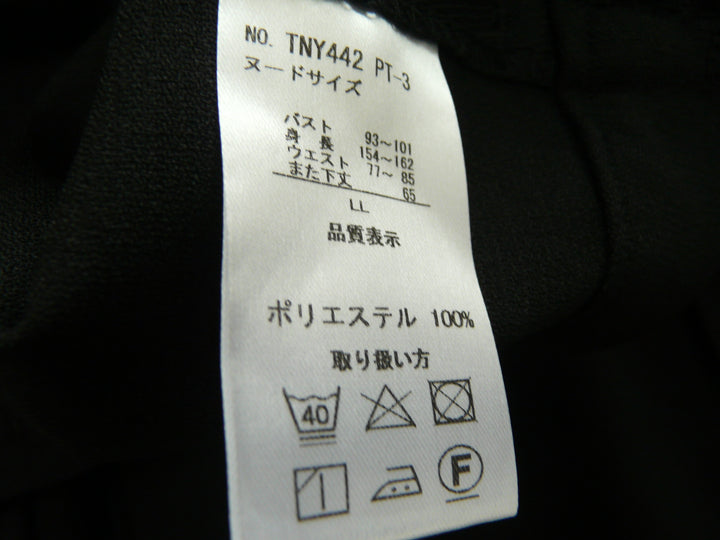 NO. TNY442 PT-3
ヌードサイズ
バスト 93～101
身長 154～162
ウエスト 77～ 85
また下丈 65
LL
品質表示
ポリエステル 100%
取り扱い方
40
F